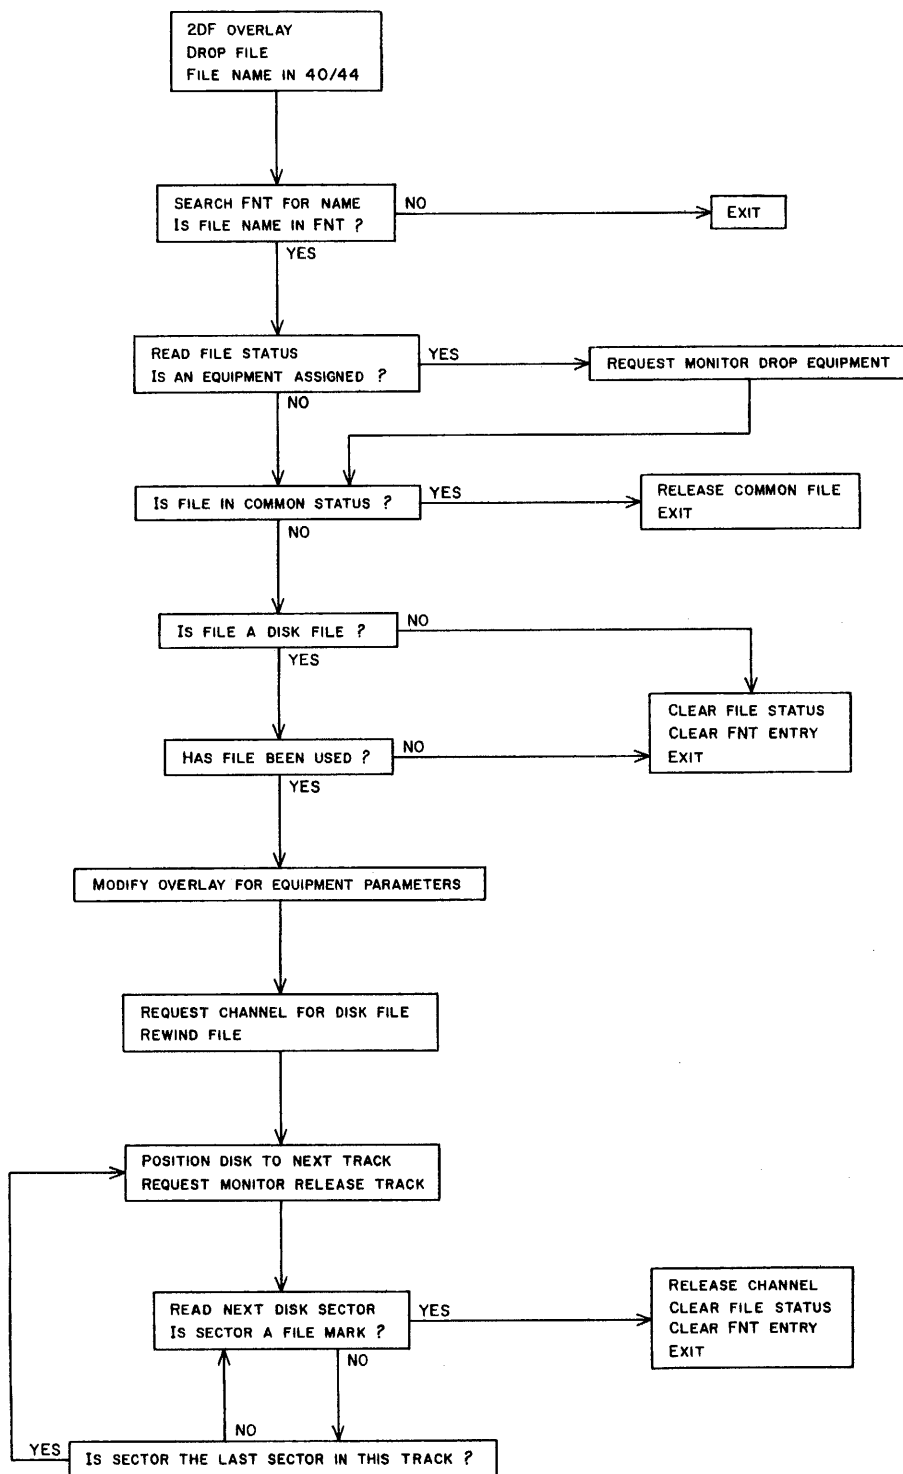 2DF OVERLAY
DROP FILE
FILE NAME IN 40/44
SEARCH FNT FOR NAME
IS FILE NAME IN FNT ?
NO
EXIT
YES
READ FILE STATUS
IS AN EQUIPMENT ASSIGNED ?
YES
REQUEST MONITOR DROP EQUIPMENT
NO
IS FILE IN COMMON STATUS ?
YES
RELEASE COMMON FILE
EXIT
NO
IS FILE A DISK FILE ?
NO
YES
CLEAR FILE STATUS
CLEAR FNT ENTRY
EXIT
HAS FILE BEEN USED ?
NO
YES
MODIFY OVERLAY FOR EQUIPMENT PARAMETERS
REQUEST CHANNEL FOR DISK FILE
REWIND FILE
POSITION DISK TO NEXT TRACK
REQUEST MONITOR RELEASE TRACK
READ NEXT DISK SECTOR
IS SECTOR A FILE MARK ?
YES
RELEASE CHANNEL
CLEAR FILE STATUS
CLEAR FNT ENTRY
EXIT
NO
NO
YES
IS SECTOR THE LAST SECTOR IN THIS TRACK ?